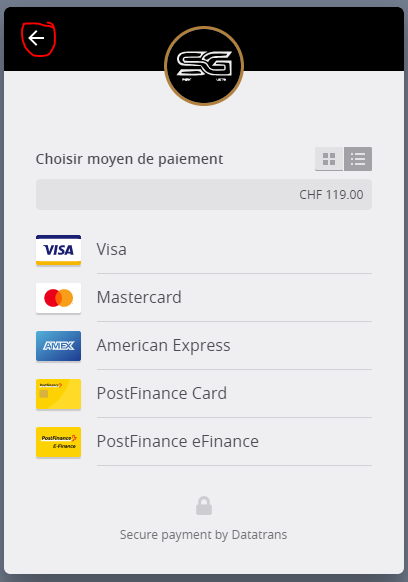 SG
Choisir moyen de paiement
CHF 119.00
VISA
Visa
Mastercard
AMEX
American Express
PostFinance
PostFinance Card
PostFinance
E-Finance
PostFinance eFinance
Secure payment by Datatrans